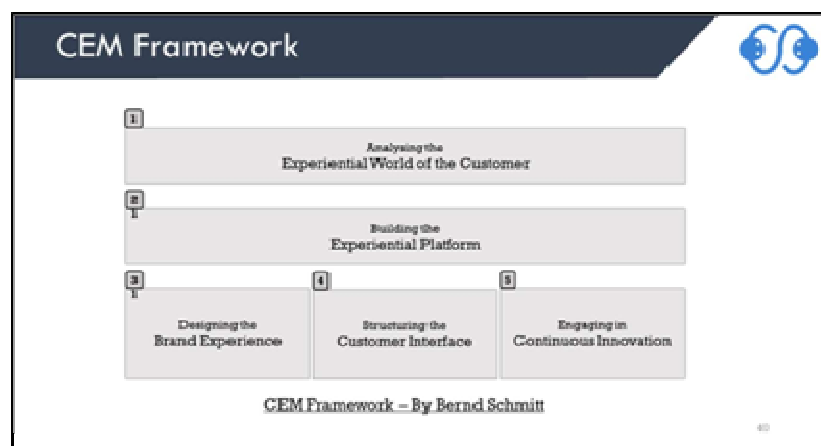 CEM Framework
1
Analysing the
Experiential World of the Customer
2
Building the
Experiential Platform
3
4
5
Designing the
Brand Experience
Structuring the
Customer Interface
Engaging in
Continuous Innovation
CEM Framework – By Bernd Schmitt